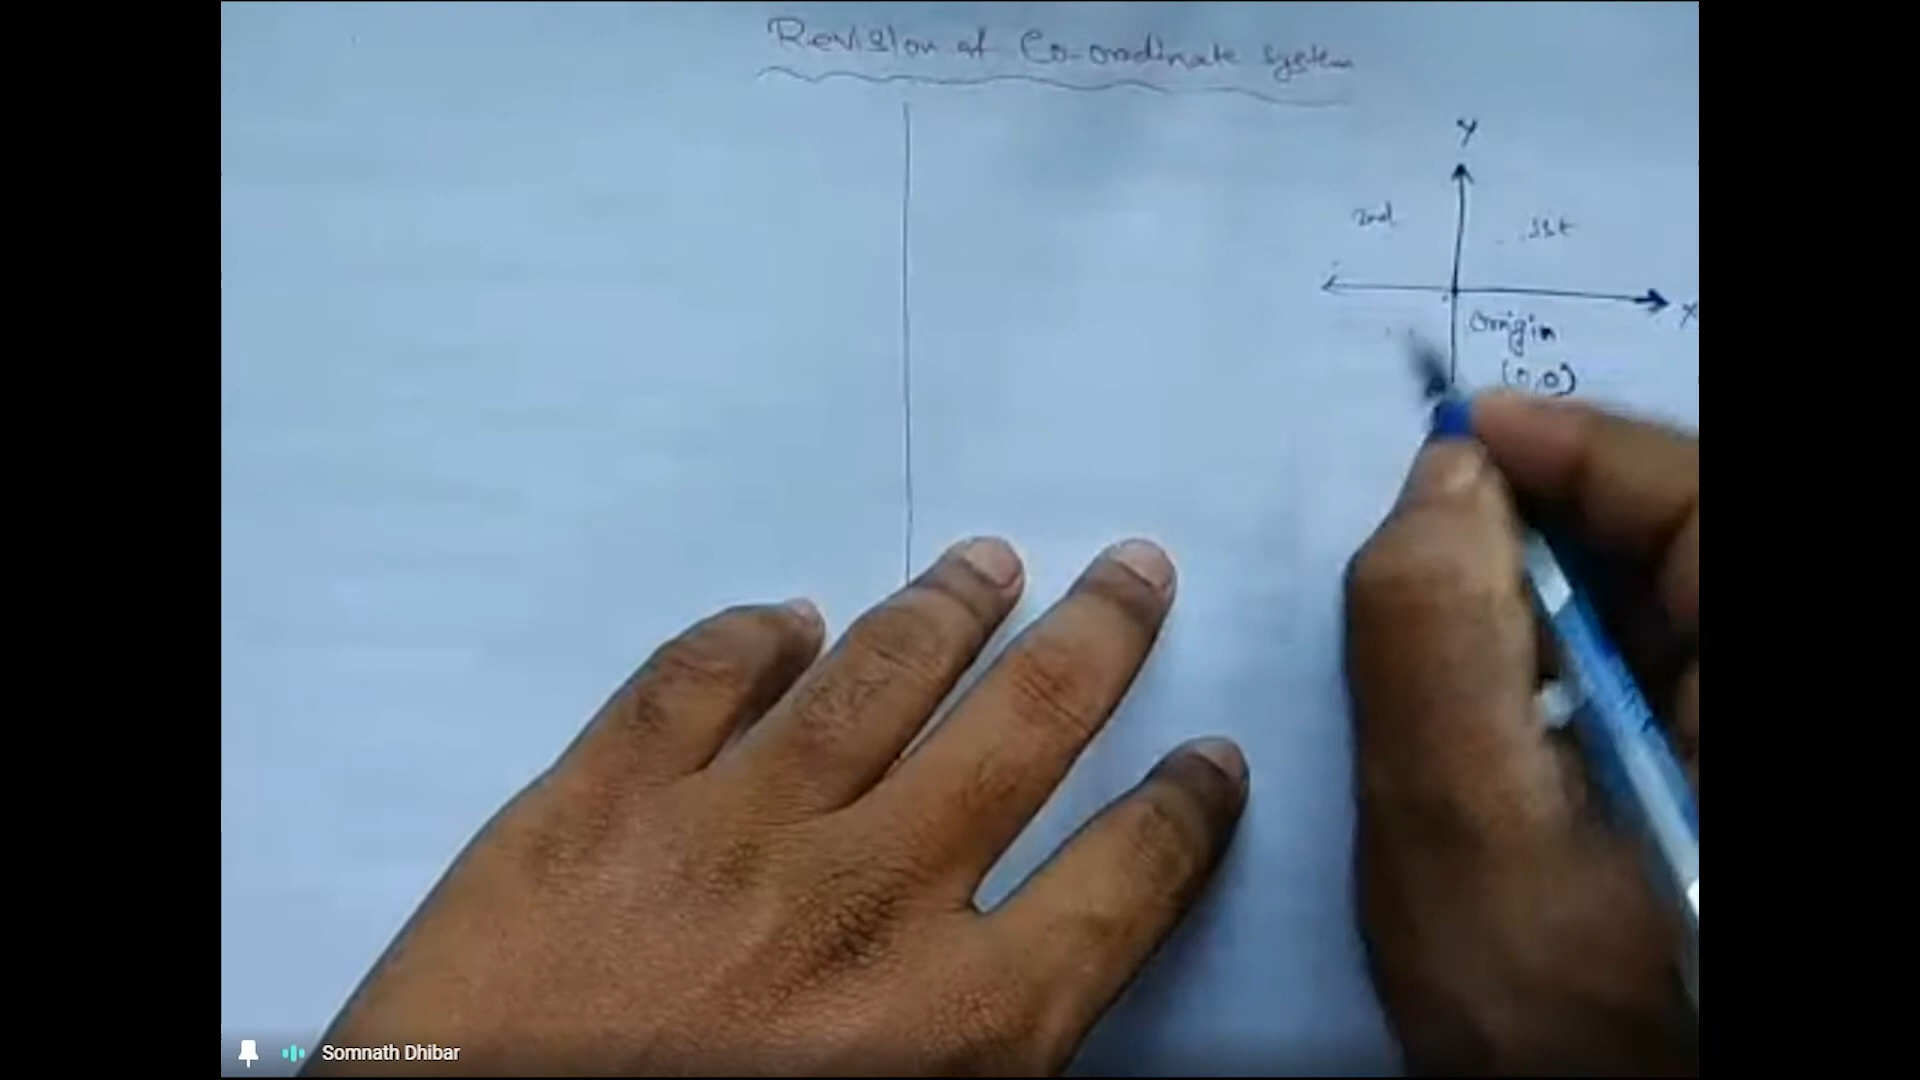 Revision of Co-ordinate system
Y
2nd
1st
X
Origin
(0,0)
Somnath Dhibar